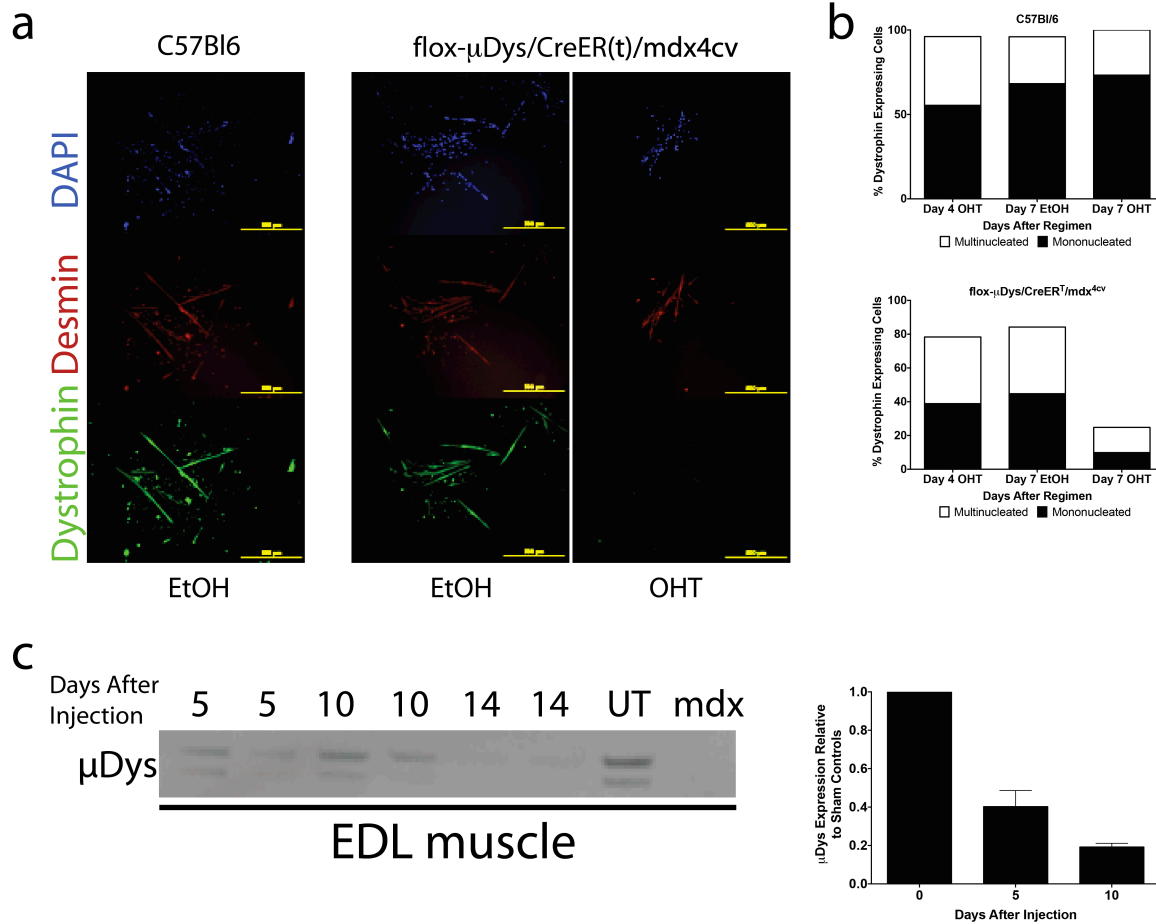 a
C57Bl6
flox-μDys/CreER(t)/mdx4cv
DAPI
Desmin
Dystrophin
EtOH
EtOH
OHT
b
C57Bl/6
% Dystrophin Expressing Cells
100
50
0
Day 4 OHT Day 7 EtOH Day 7 OHT
Days After Regimen
Multinucleated Mononucleated
flox-μDys/CreERT/mdx4cv
% Dystrophin Expressing Cells
100
80
60
40
20
0
Day 4 OHT Day 7 EtOH Day 7 OHT
Days After Regimen
Multinucleated Mononucleated
c
Days After
Injection
5 5 10 10 14 14 UT mdx
μDys
EDL muscle
μDys Expression Relative
to Sham Controls
1.0
0.8
0.6
0.4
0.2
0.0
0 5 10
Days After Injection